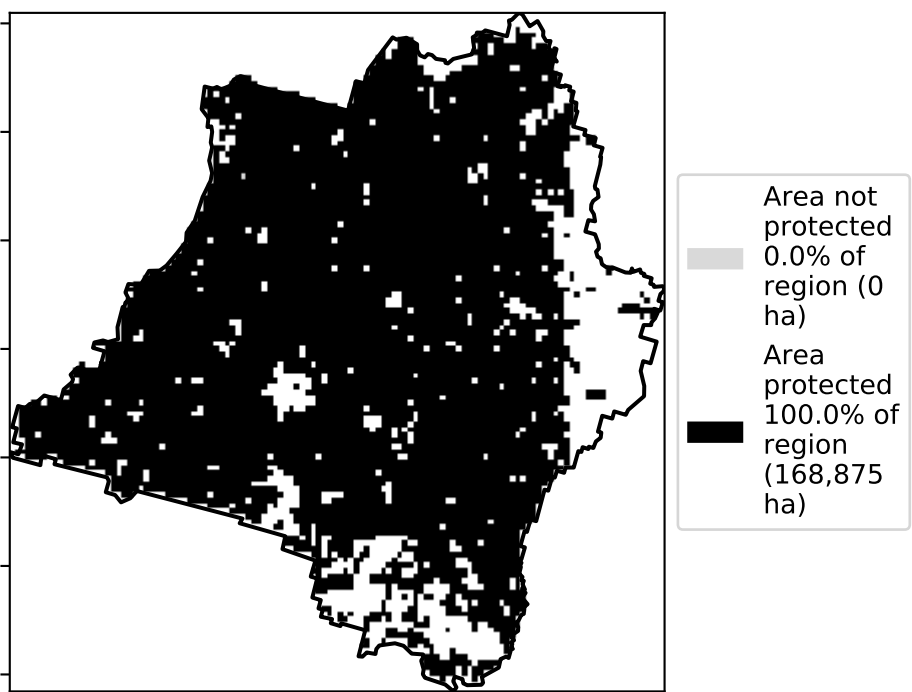 Area not
protected
0.0% of
region (0
ha)
Area
protected
100.0% of
region
(168,875
ha)